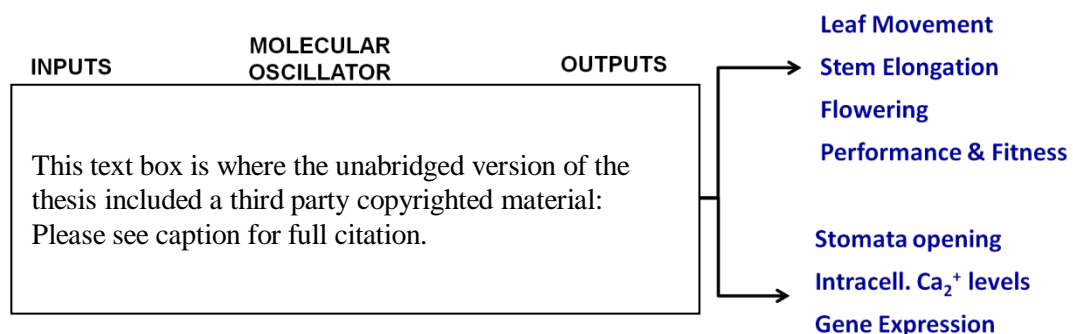 INPUTS
MOLECULAR
OSCILLATOR
OUTPUTS
This text box is where the unabridged version of the
thesis included a third party copyrighted material:
Please see caption for full citation.
Leaf Movement
Stem Elongation
Flowering
Performance & Fitness
Stomata opening
Intracell. Ca₂⁺ levels
Gene Expression